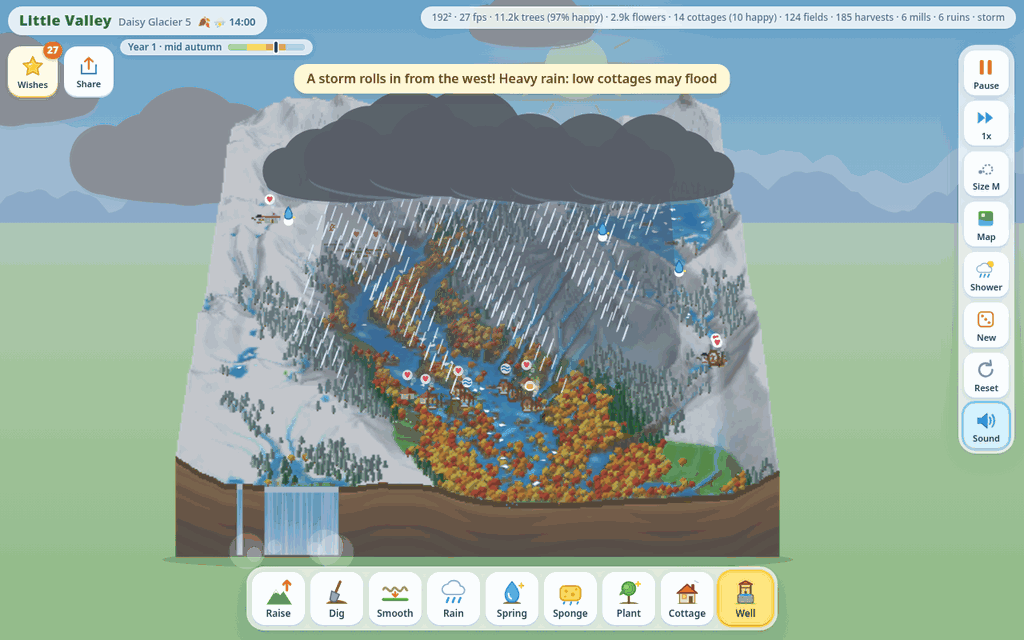 Little Valley Daisy Glacier 5 14:00
192² · 27 fps · 11.2k trees (97% happy) · 2.9k flowers · 14 cottages (10 happy) · 124 fields · 185 harvests · 6 mills · 6 ruins · storm
Year 1 · mid autumn
27
Wishes
Share
A storm rolls in from the west! Heavy rain: low cottages may flood
Pause
1x
Size M
Map
Shower
New
Reset
Sound
Raise
Dig
Smooth
Rain
Spring
Sponge
Plant
Cottage
Well